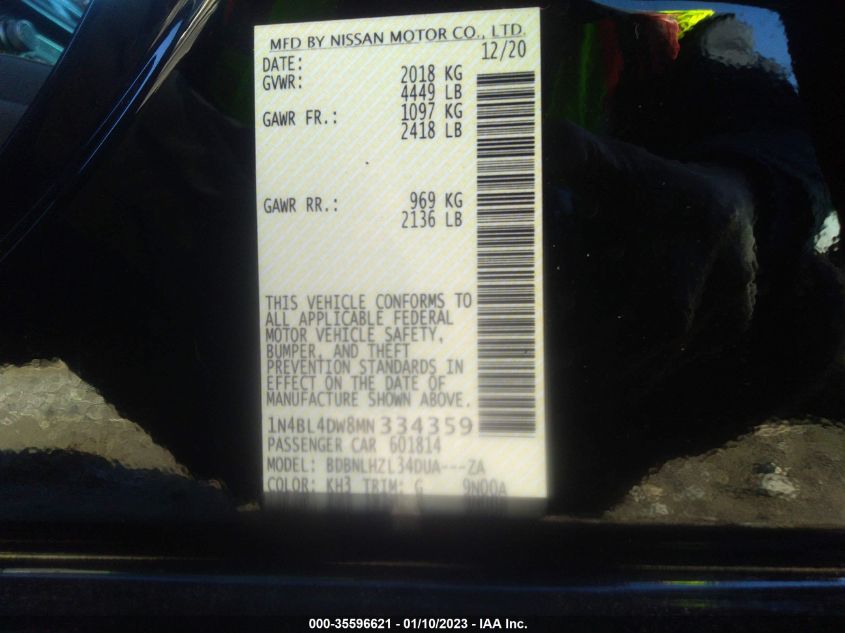 MFD BY NISSAN MOTOR CO., LTD.
DATE: 12/20
GVWR: 2018 KG
4449 LB
GAWR FR.: 1097 KG
2418 LB
GAWR RR.: 969 KG
2136 LB
THIS VEHICLE CONFORMS TO
ALL APPLICABLE FEDERAL
MOTOR VEHICLE SAFETY,
BUMPER, AND THEFT
PREVENTION STANDARDS IN
EFFECT ON THE DATE OF
MANUFACTURE SHOWN ABOVE.
1N4BL4DW8MN334359
PASSENGER CAR 601814
MODEL: BDBNLHZL34DUA---ZA
COLOR: KH3 TRIM: G 9N00A
000-35596621 - 01/10/2023 - IAA Inc.